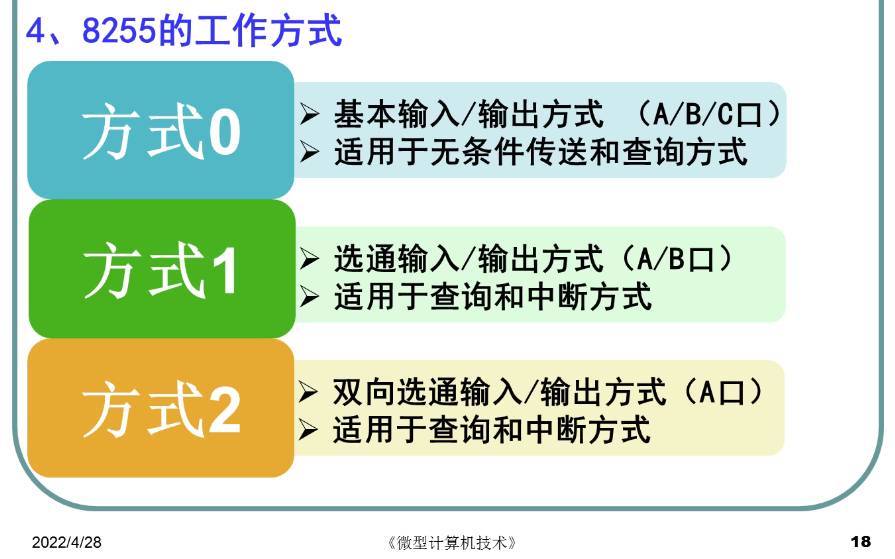 4、8255的工作方式
方式0
➢ 基本输入/输出方式 （A/B/C口）
➢ 适用于无条件传送和查询方式
方式1
➢ 选通输入/输出方式（A/B口）
➢ 适用于查询和中断方式
方式2
➢ 双向选通输入/输出方式（A口）
➢ 适用于查询和中断方式
2022/4/28
《微型计算机技术》
18